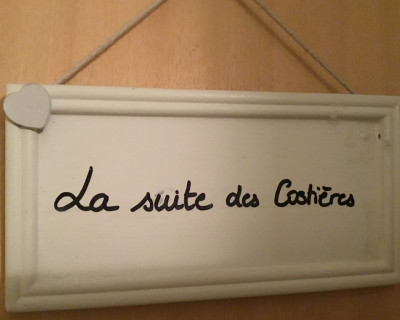 La suite des Costières